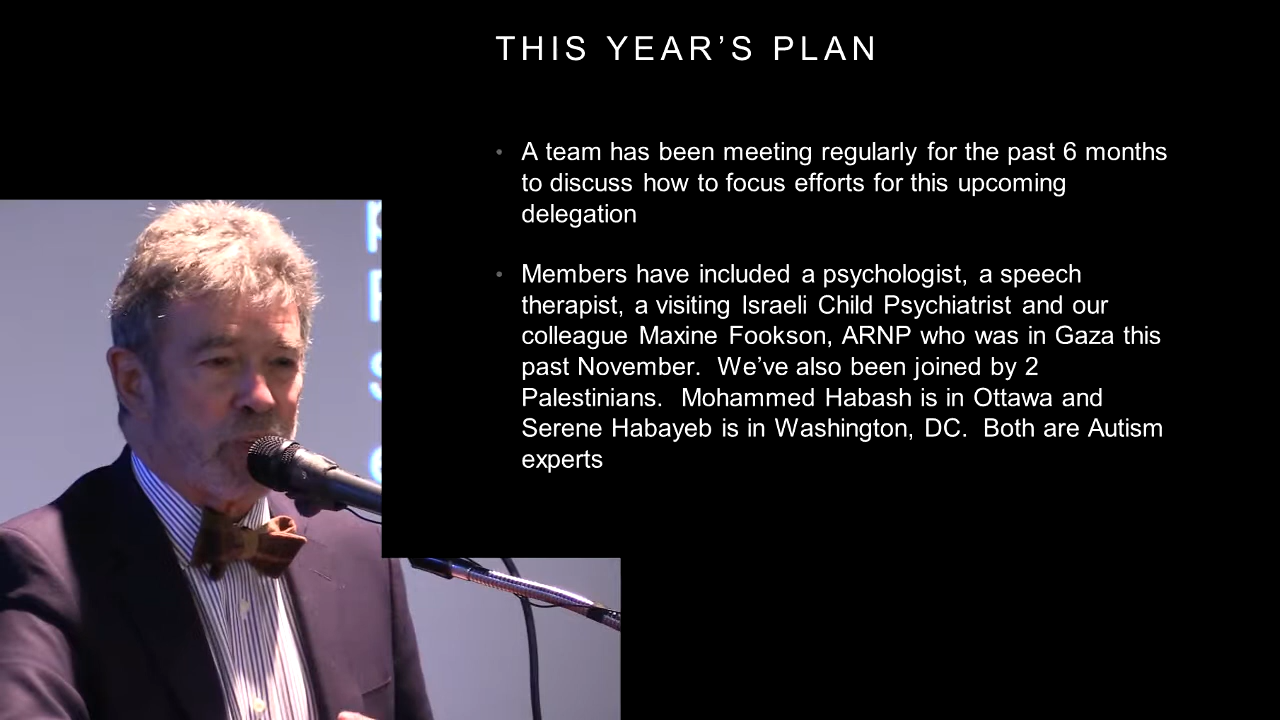 THIS YEAR’S PLAN
• A team has been meeting regularly for the past 6 months
to discuss how to focus efforts for this upcoming
delegation
• Members have included a psychologist, a speech
therapist, a visiting Israeli Child Psychiatrist and our
colleague Maxine Fookson, ARNP who was in Gaza this
past November. We’ve also been joined by 2
Palestinians. Mohammed Habash is in Ottawa and
Serene Habayeb is in Washington, DC. Both are Autism
experts